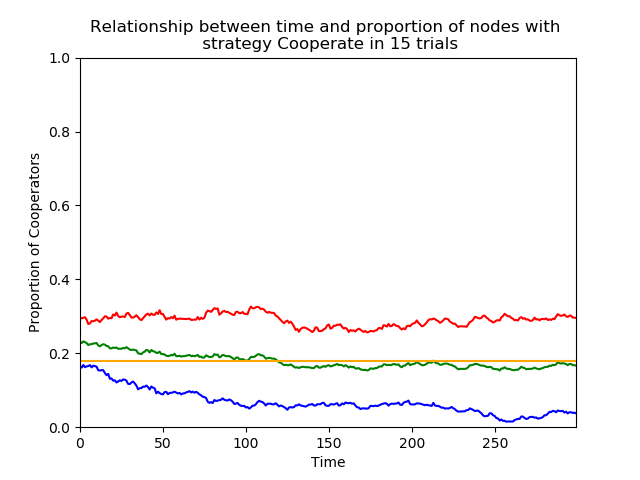 Relationship between time and proportion of nodes with
strategy Cooperate in 15 trials
1.0
0.8
0.6
0.4
0.2
0.0
Proportion of Cooperators
0 50 100 150 200 250
Time